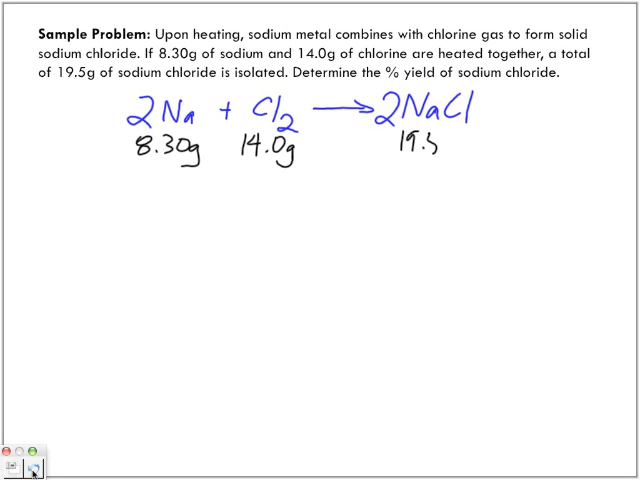 Sample Problem: Upon heating, sodium metal combines with chlorine gas to form solid
sodium chloride. If 8.30g of sodium and 14.0g of chlorine are heated together, a total
of 19.5g of sodium chloride is isolated. Determine the % yield of sodium chloride.
2Na + Cl₂ → 2NaCl
8.30g 14.0g 19.5